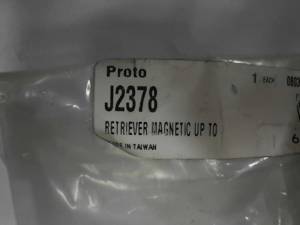 Proto
1 EACH
J2378
RETRIEVER MAGNETIC UP TO
IN TAIWAN